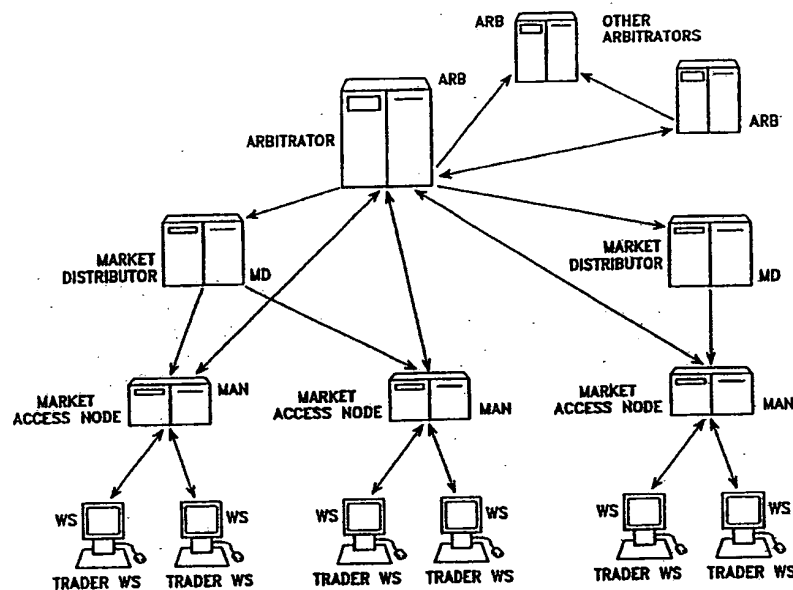 ARB
OTHER
ARBITRATORS
ARB
ARBITRATOR
ARB
MARKET
DISTRIBUTOR
MD
MARKET
DISTRIBUTOR
MD
MARKET
ACCESS NODE
MAN
MARKET
ACCESS NODE
MAN
MARKET
ACCESS NODE
MAN
WS
WS
WS
WS
WS
WS
TRADER WS
TRADER WS
TRADER WS
TRADER WS
TRADER WS
TRADER WS